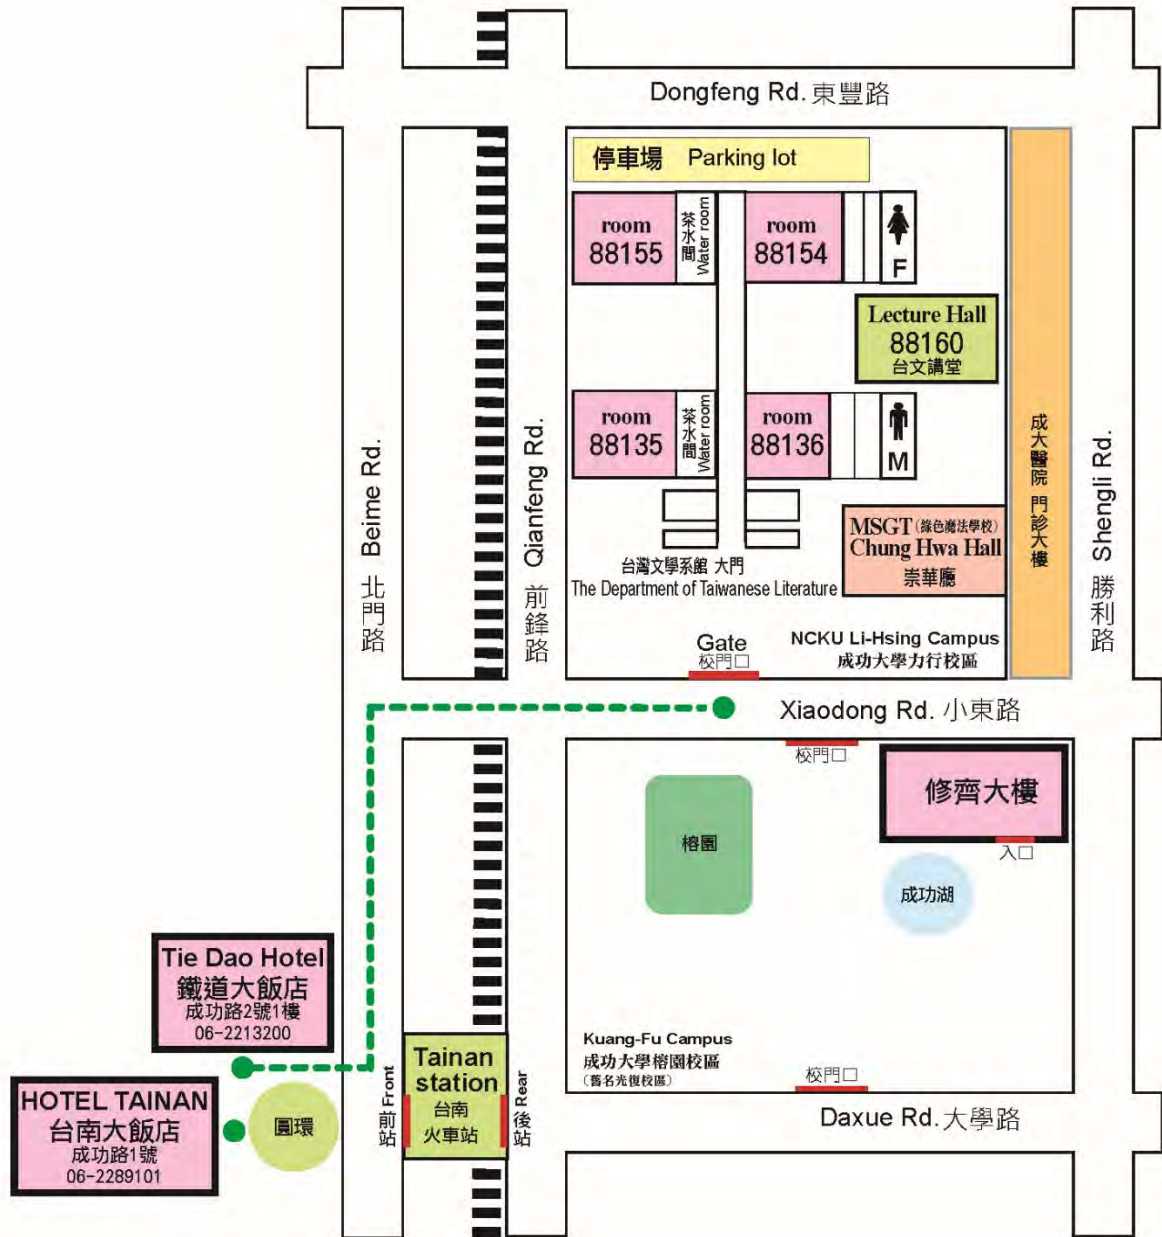 Dongfeng Rd. 東豐路
停車場 Parking lot
room
88155
茶水間
Water room
room
88154
F
Lecture Hall
88160
台文講堂
room
88135
茶水間
Water room
room
88136
M
MSGT (綠色魔法學校)
Chung Hwa Hall
崇華廳
台灣文學系館 大門
The Department of Taiwanese Literature
成大醫院 門診大樓
Shengli Rd.
勝利路
Beime Rd.
北門路
Qianfeng Rd.
前鋒路
Gate
校門口
NCKU Li-Hsing Campus
成功大學力行校區
Xiaodong Rd. 小東路
校門口
修齊大樓
入口
榕園
成功湖
Tie Dao Hotel
鐵道大飯店
成功路2號1樓
06-2213200
HOTEL TAINAN
台南大飯店
成功路1號
06-2289101
圓環
Front
前站
Tainan
station
台南
火車站
Rear
後站
Kuang-Fu Campus
成功大學榕園校區
(舊名光復校區)
校門口
Daxue Rd. 大學路